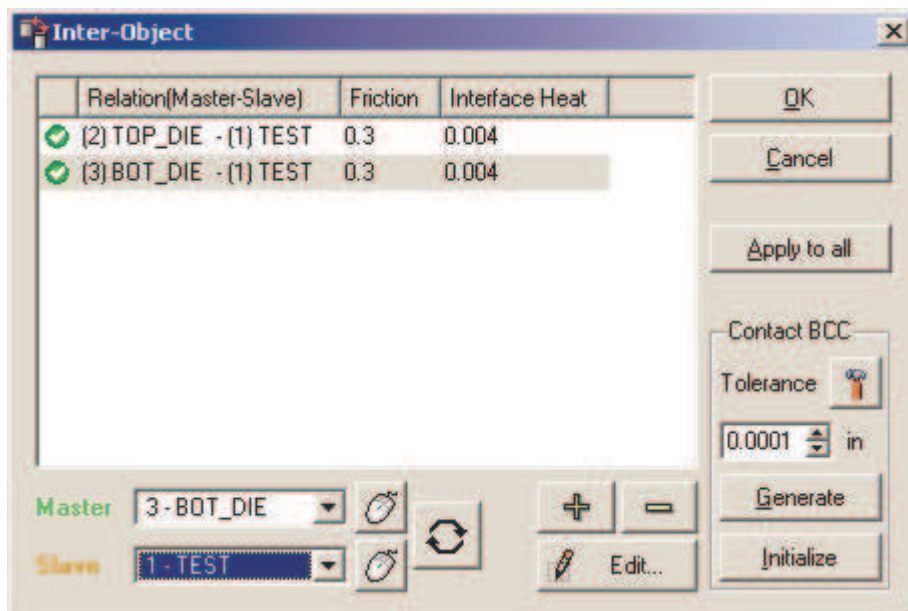 Inter-Object
Relation(Master-Slave) Friction Interface Heat
(2) TOP_DIE - (1) TEST 0.3 0.004
(3) BOT_DIE - (1) TEST 0.3 0.004
OK
Cancel
Apply to all
Contact BCC
Tolerance
0.0001 in
Generate
Initialize
Master 3 - BOT_DIE
Slave 1 - TEST
Edit...